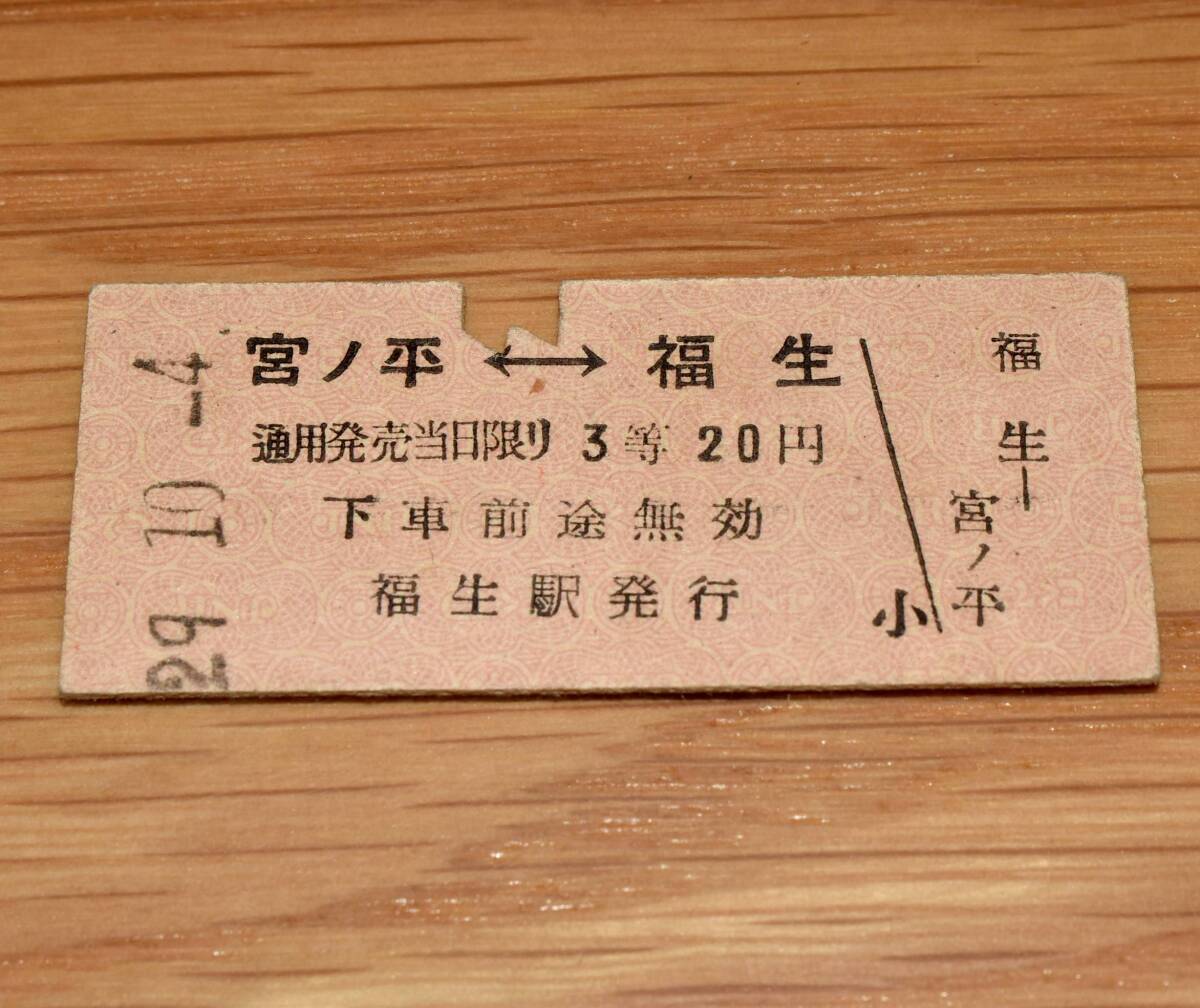 29 10 -4
宮ノ平 ←→ 福生
通用発売当日限り 3等 20円
下車前途無効
福生駅発行
小
福生—
宮ノ平